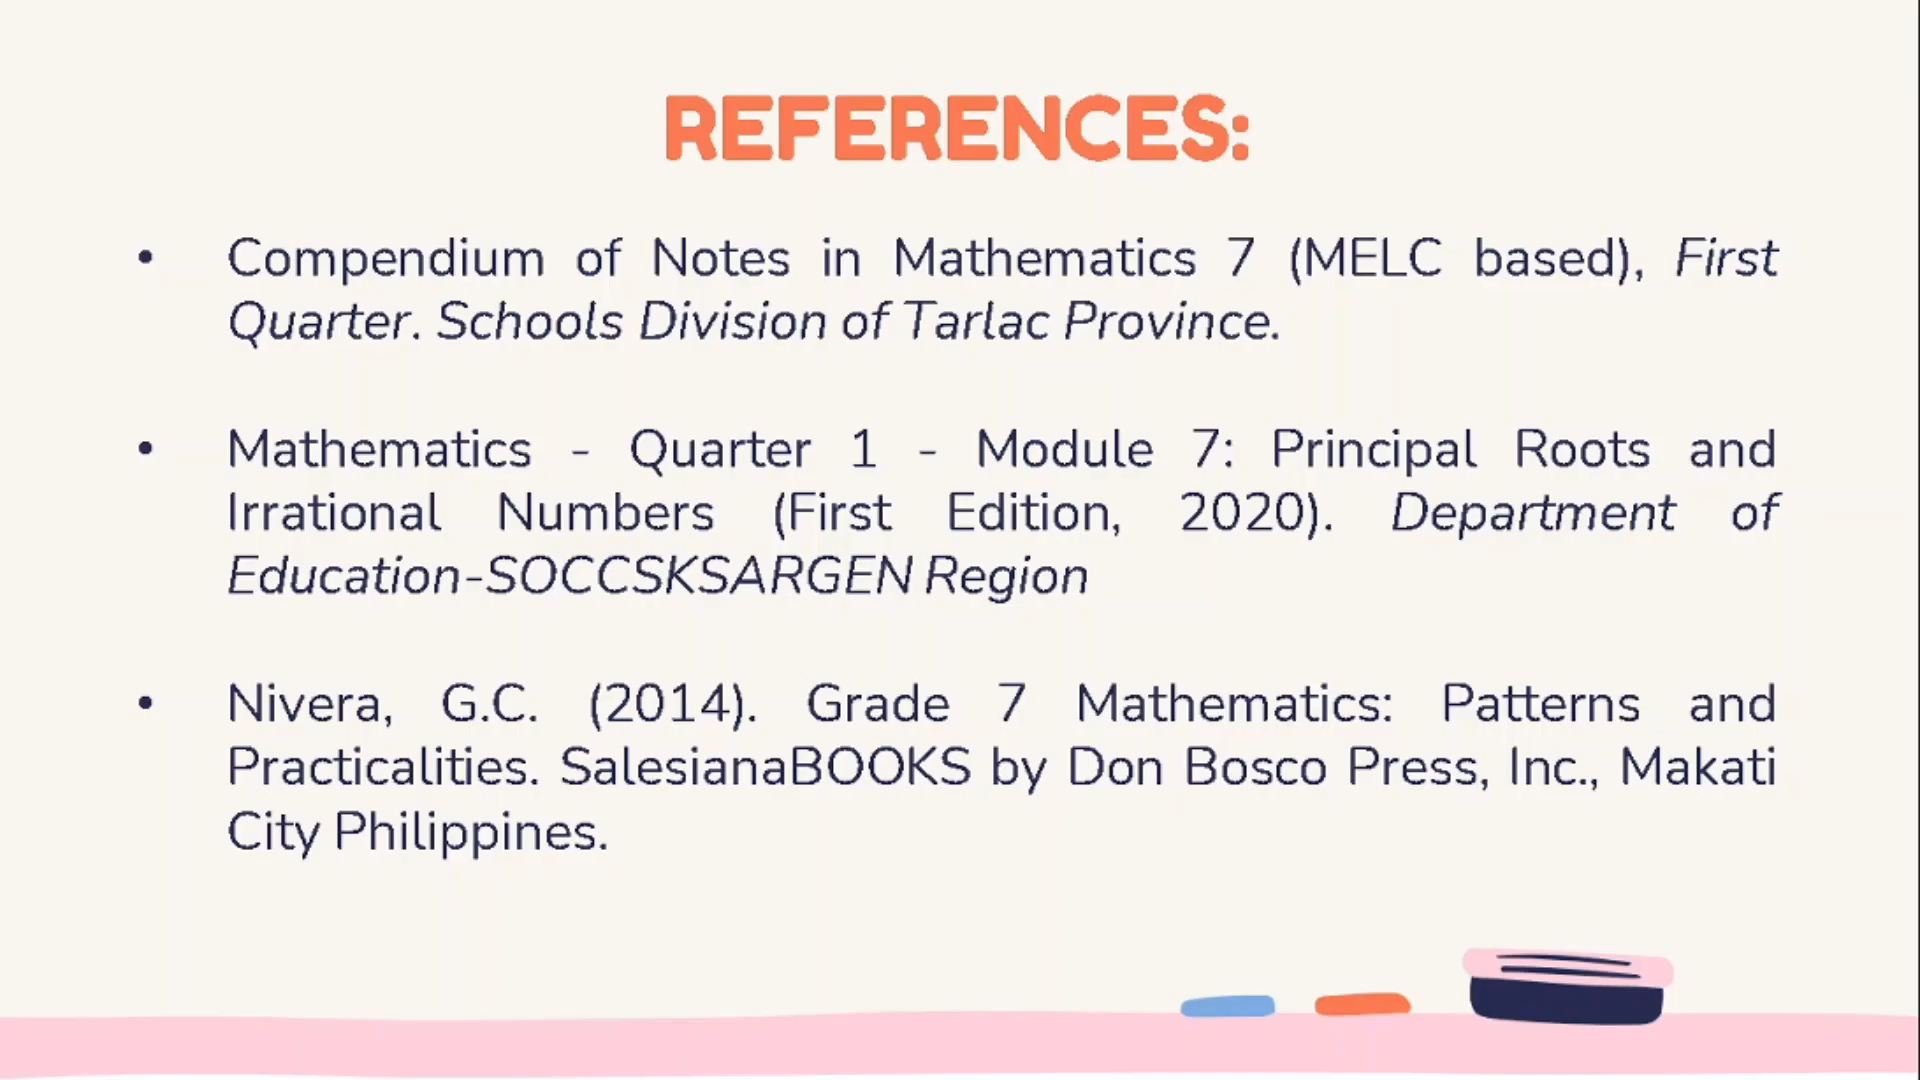 REFERENCES:
• Compendium of Notes in Mathematics 7 (MELC based), First
Quarter. Schools Division of Tarlac Province.
• Mathematics - Quarter 1 - Module 7: Principal Roots and
Irrational Numbers (First Edition, 2020). Department of
Education-SOCCSKSARGEN Region
• Nivera, G.C. (2014). Grade 7 Mathematics: Patterns and
Practicalities. SalesianaBOOKS by Don Bosco Press, Inc., Makati
City Philippines.